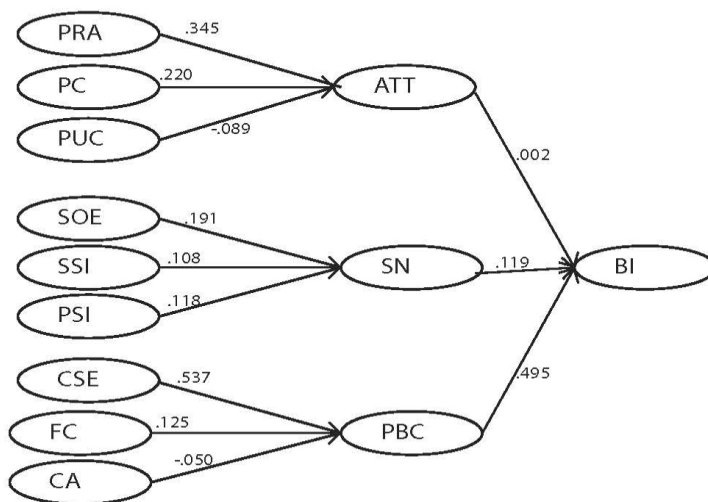 PRA
.345
PC
.220
ATT
PUC
-.089
.002
SOE
.191
SSI
.108
SN
.119
BI
PSI
.118
CSE
.537
.495
FC
.125
PBC
CA
-.050